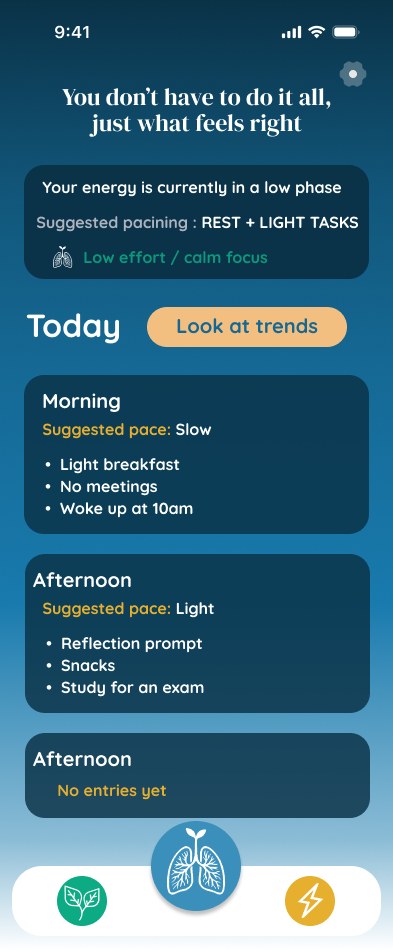 9:41
You don’t have to do it all,
just what feels right
Your energy is currently in a low phase
Suggested pacining : REST + LIGHT TASKS
Low effort / calm focus
Today
Look at trends
Morning
Suggested pace: Slow
• Light breakfast
• No meetings
• Woke up at 10am
Afternoon
Suggested pace: Light
• Reflection prompt
• Snacks
• Study for an exam
Afternoon
No entries yet